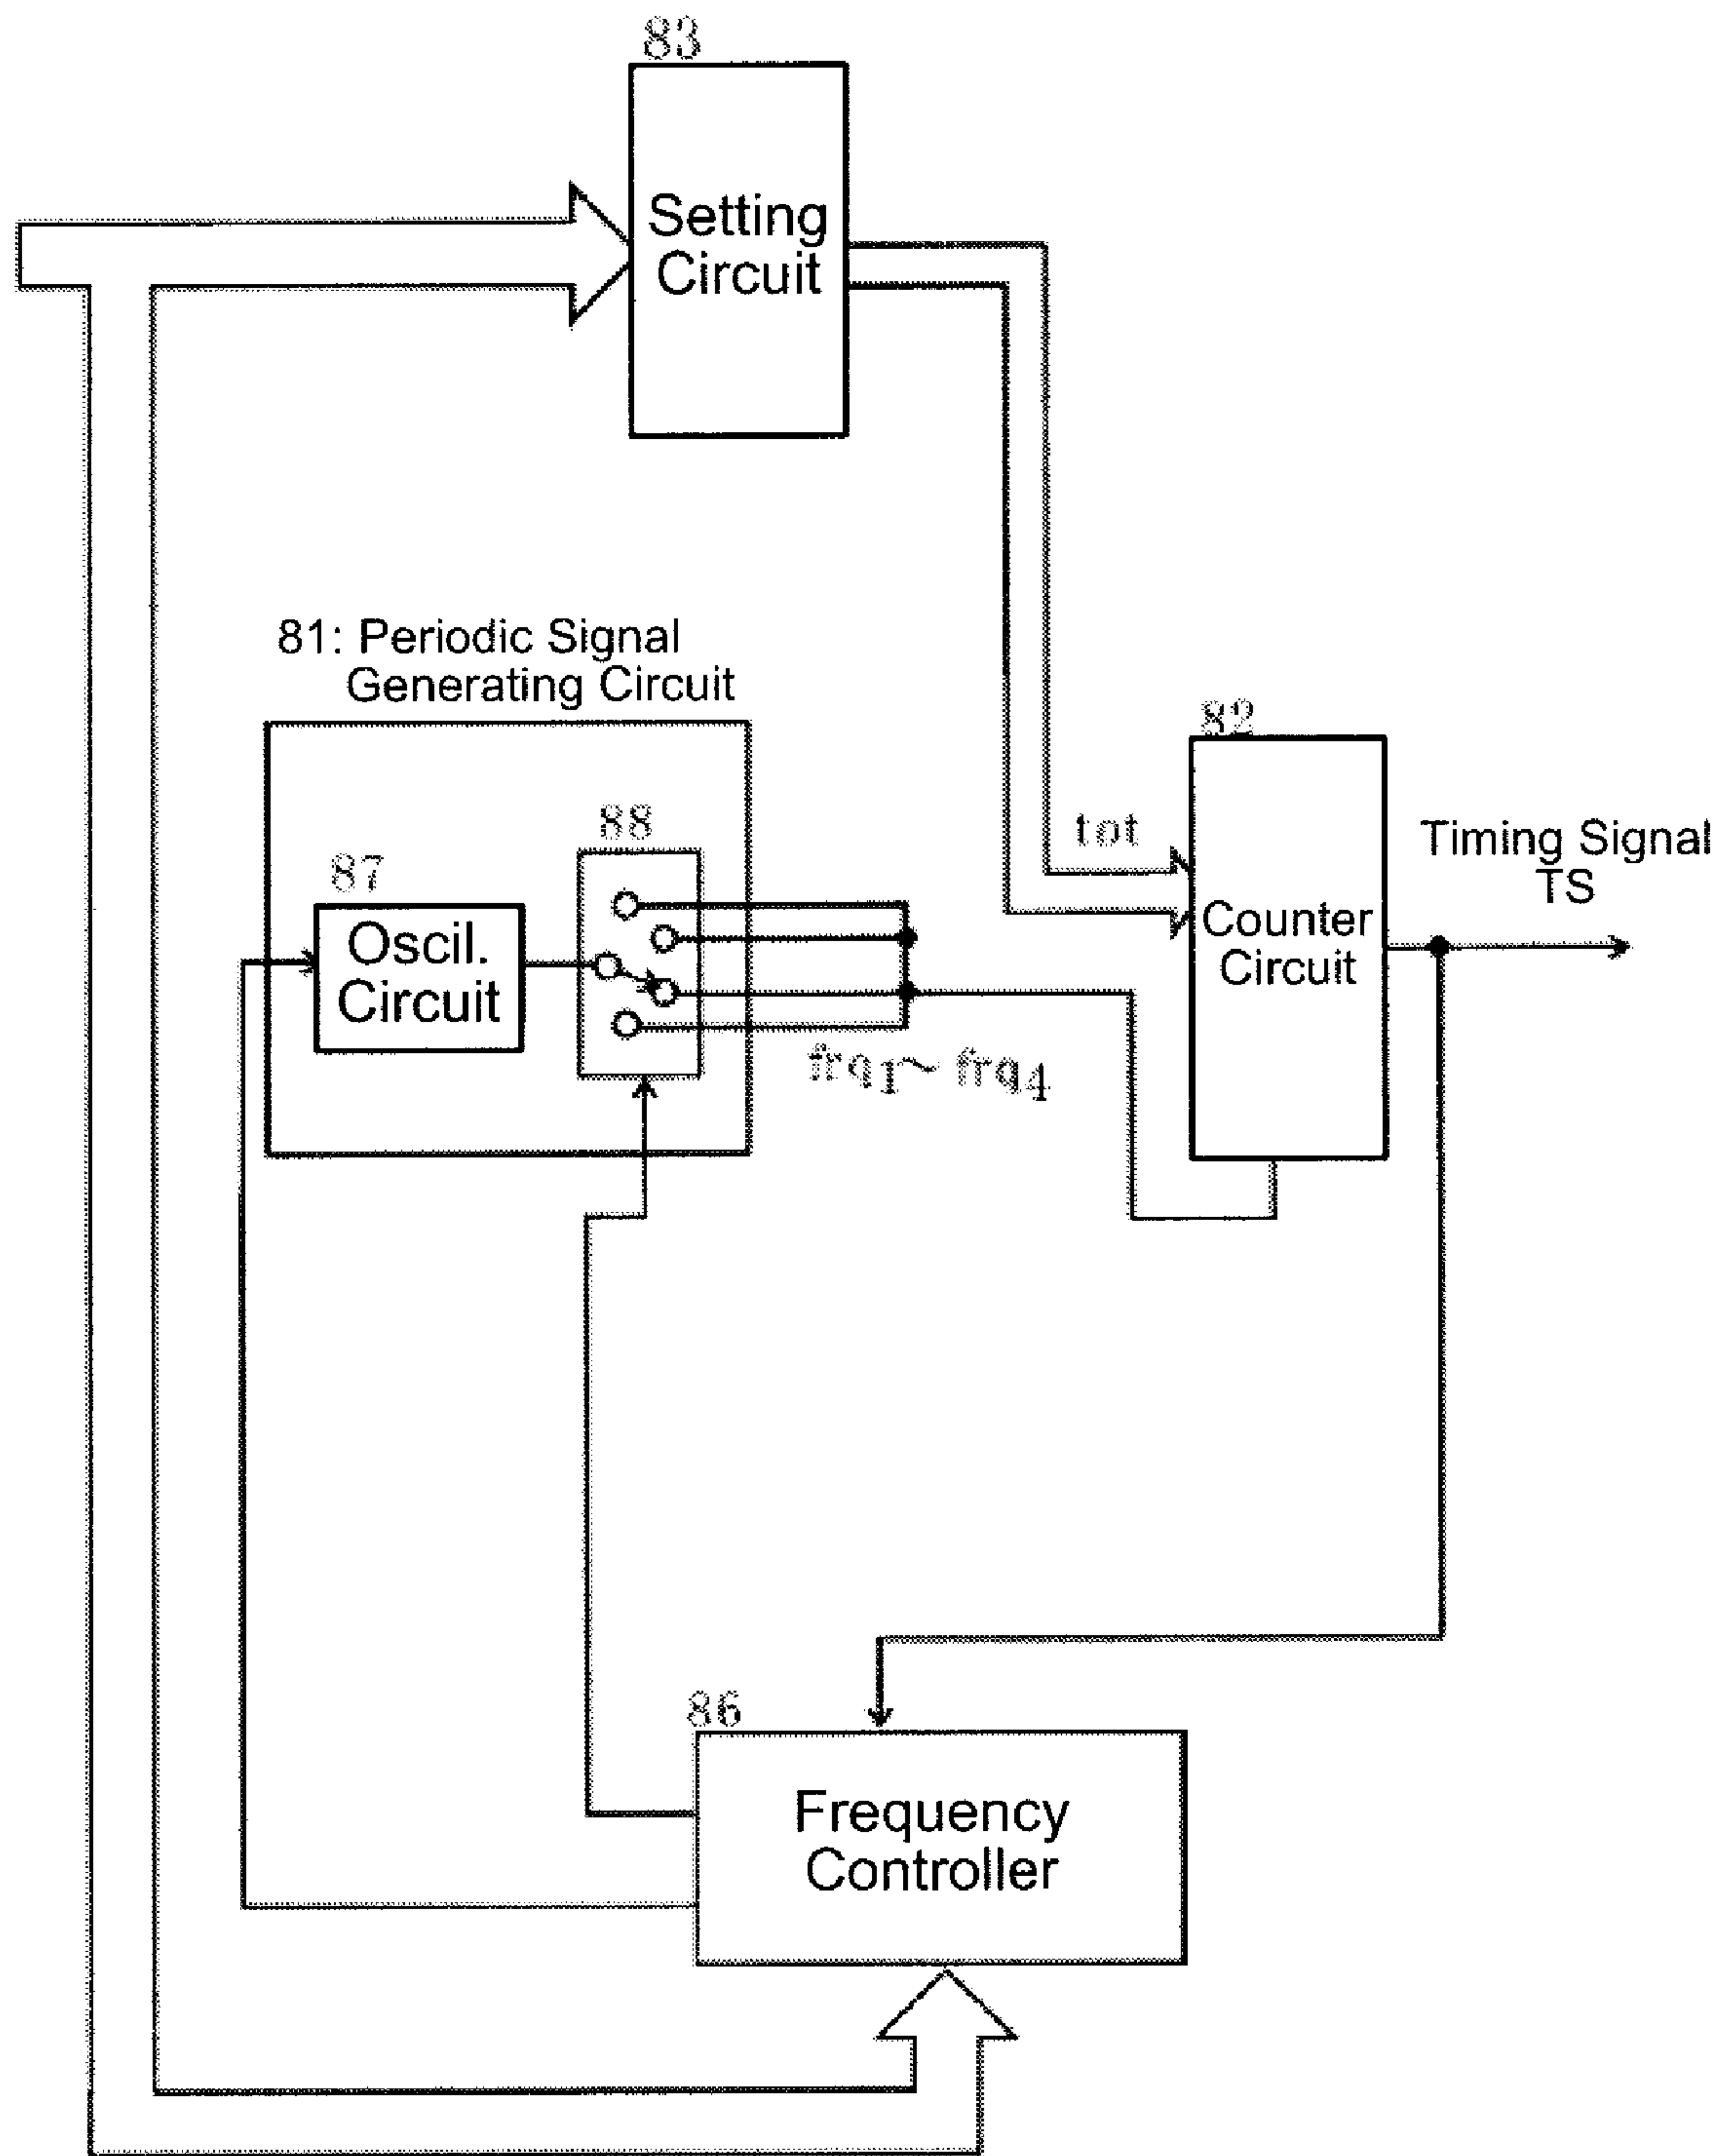 83
Setting
Circuit
81: Periodic Signal
Generating Circuit
82
88
tot
Timing Signal
TS
87
Oscil.
Circuit
Counter
Circuit
frq1~ frq4
86
Frequency
Controller